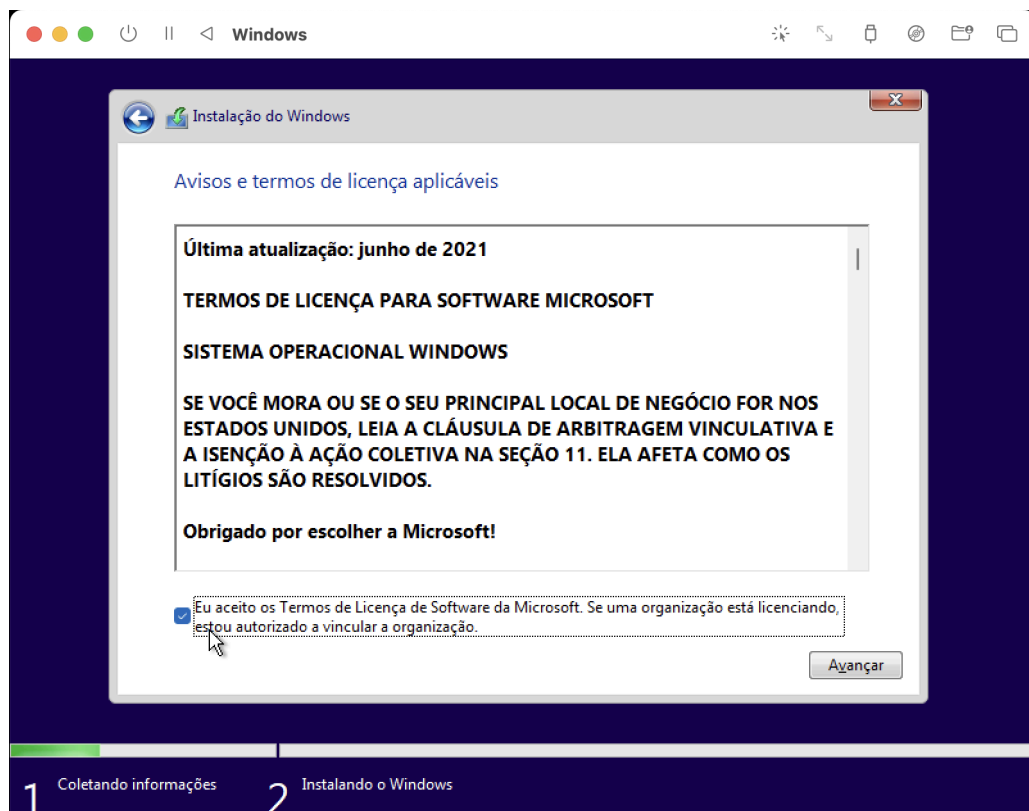 Windows
Instalação do Windows
Avisos e termos de licença aplicáveis
Última atualização: junho de 2021
TERMOS DE LICENÇA PARA SOFTWARE MICROSOFT
SISTEMA OPERACIONAL WINDOWS
SE VOCÊ MORA OU SE O SEU PRINCIPAL LOCAL DE NEGÓCIO FOR NOS
ESTADOS UNIDOS, LEIA A CLÁUSULA DE ARBITRAGEM VINCULATIVA E
A ISENÇÃO À AÇÃO COLETIVA NA SEÇÃO 11. ELA AFETA COMO OS
LITÍGIOS SÃO RESOLVIDOS.
Obrigado por escolher a Microsoft!
Eu aceito os Termos de Licença de Software da Microsoft. Se uma organização está licenciando,
estou autorizado a vincular a organização.
Avançar
1 Coletando informações
2 Instalando o Windows